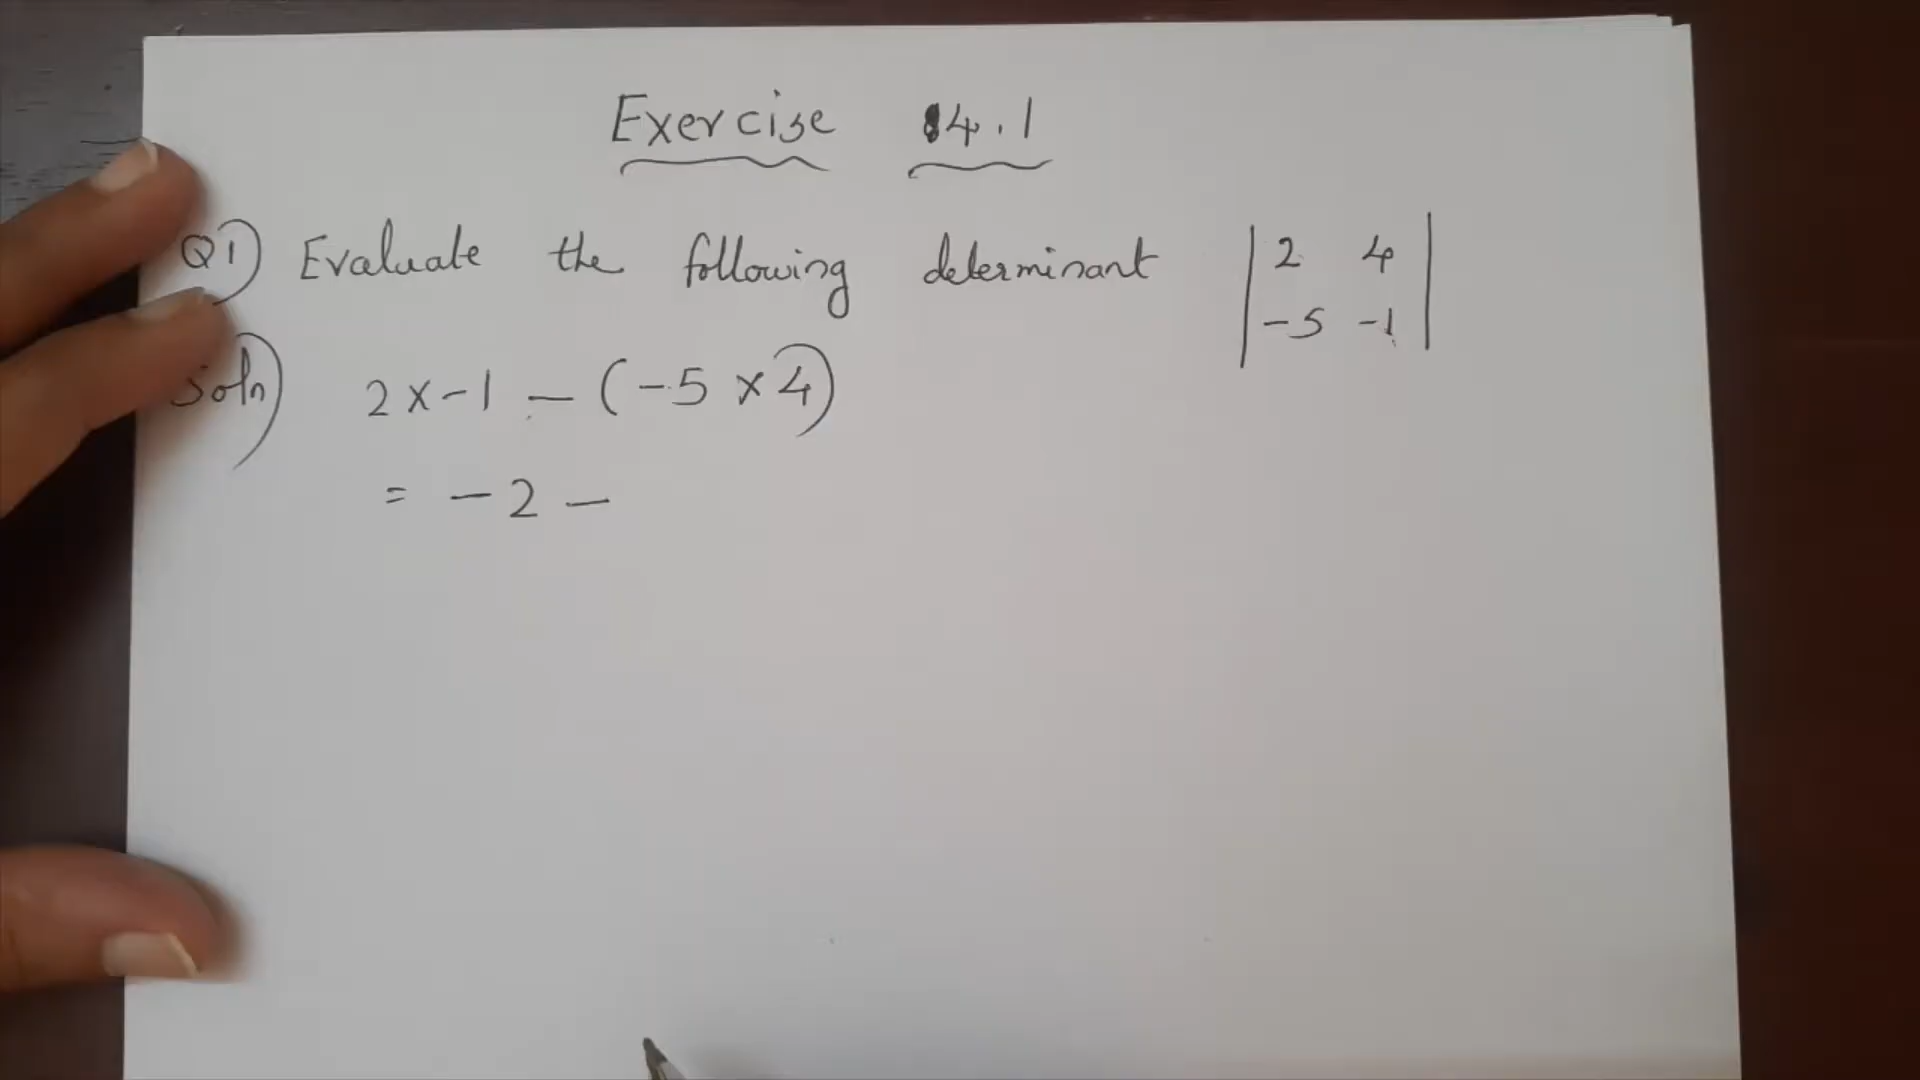 Exercise 4.1
Q1) Evaluate the following determinant | 2 4 |
| -5 -1 |
Soln) 2 x -1 - (-5 x 4)
= -2 -